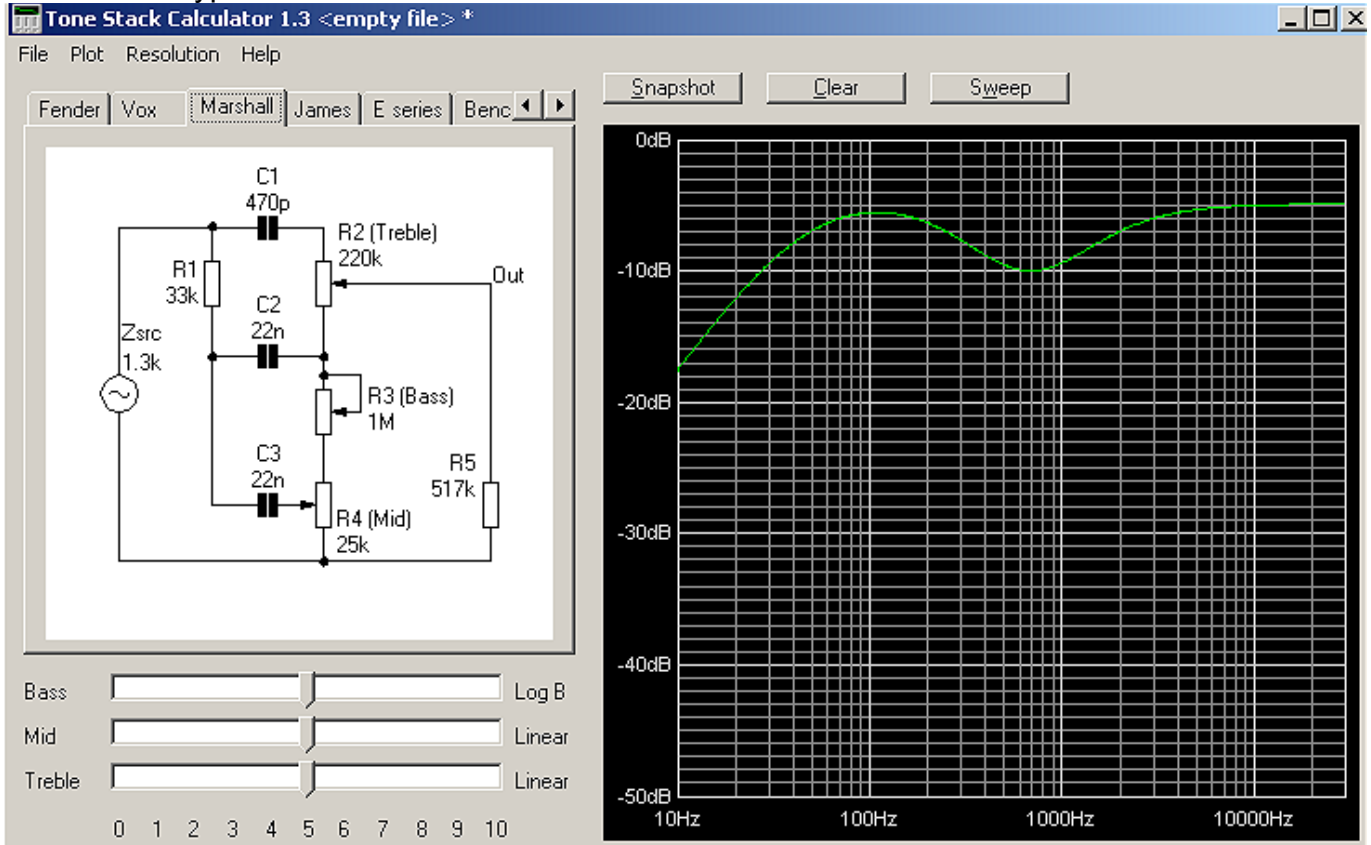 Tone Stack Calculator 1.3 <empty file> *
File Plot Resolution Help
Snapshot Clear Sweep
Fender Vox Marshall James E series Benc
C1
470p
R2 (Treble)
220k
Out
R1
33k
C2
22n
Zsrc
1.3k
R3 (Bass)
1M
C3
22n
R5
517k
R4 (Mid)
25k
Bass Log B
Mid Linear
Treble Linear
0 1 2 3 4 5 6 7 8 9 10
0dB
-10dB
-20dB
-30dB
-40dB
-50dB
10Hz 100Hz 1000Hz 10000Hz